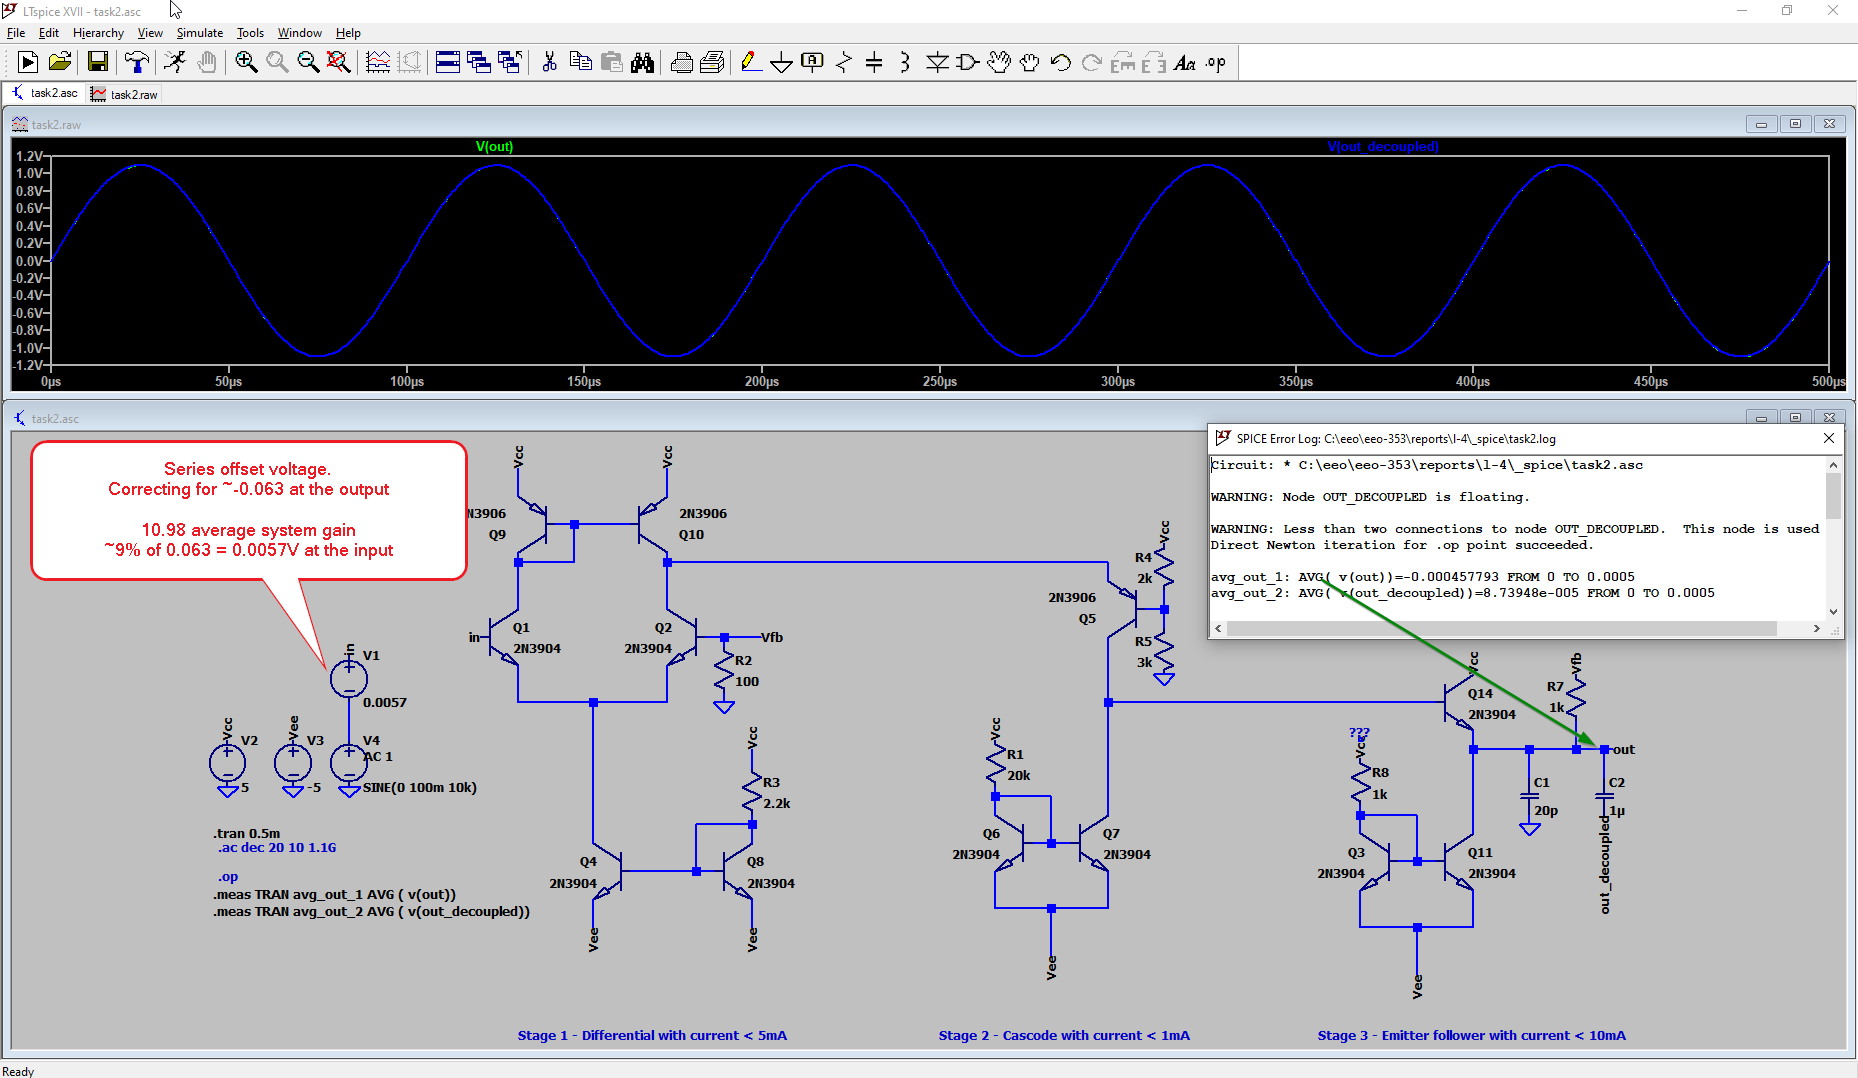 LTspice XVII - task2.asc
File Edit Hierarchy View Simulate Tools Window Help
.op
task2.asc task2.raw
task2.raw
V(out) V(out_decoupled)
1.2V
1.0V
0.8V
0.6V
0.4V
0.2V
0.0V
-0.2V
-0.4V
-0.6V
-0.8V
-1.0V
-1.2V
0µs 50µs 100µs 150µs 200µs 250µs 300µs 350µs 400µs 450µs 500µs
task2.asc
Series offset voltage.
Correcting for ~-0.063 at the output
10.98 average system gain
~9% of 0.063 = 0.0057V at the input
SPICE Error Log: C:\eeo\eeo-353\reports\l-4\_spice\task2.log
Circuit: * C:\eeo\eeo-353\reports\l-4\_spice\task2.asc
WARNING: Node OUT_DECOUPLED is floating.
WARNING: Less than two connections to node OUT_DECOUPLED.  This node is used
Direct Newton iteration for .op point succeeded.
avg_out_1: AVG( v(out))=-0.000457793 FROM 0 TO 0.0005
avg_out_2: AVG( v(out_decoupled))=8.73948e-005 FROM 0 TO 0.0005
Vcc
Vcc
N3906
Q9
2N3906
Q10
in
Q1
2N3904
Q2
2N3904
Vfb
R2
100
in
V1
0.0057
Vcc
V2
5
Vee
V3
-5
V4
AC 1
SINE(0 100m 10k)
Vcc
R3
2.2k
Q4
2N3904
Q8
2N3904
Vee
Vee
.tran 0.5m
.ac dec 20 10 1.1G
.op
.meas TRAN avg_out_1 AVG ( v(out))
.meas TRAN avg_out_2 AVG ( v(out_decoupled))
Vcc
R4
2k
2N3906
Q5
R5
3k
Vcc
R1
20k
Q6
2N3904
Q7
2N3904
Vee
Vcc
Q14
2N3904
Vfb
R7
1k
out
???
Vcc
R8
1k
Q3
2N3904
Q11
2N3904
C1
20p
C2
1µ
out_decoupled
Vee
Stage 1 - Differential with current < 5mA
Stage 2 - Cascode with current < 1mA
Stage 3 - Emitter follower with current < 10mA
Ready